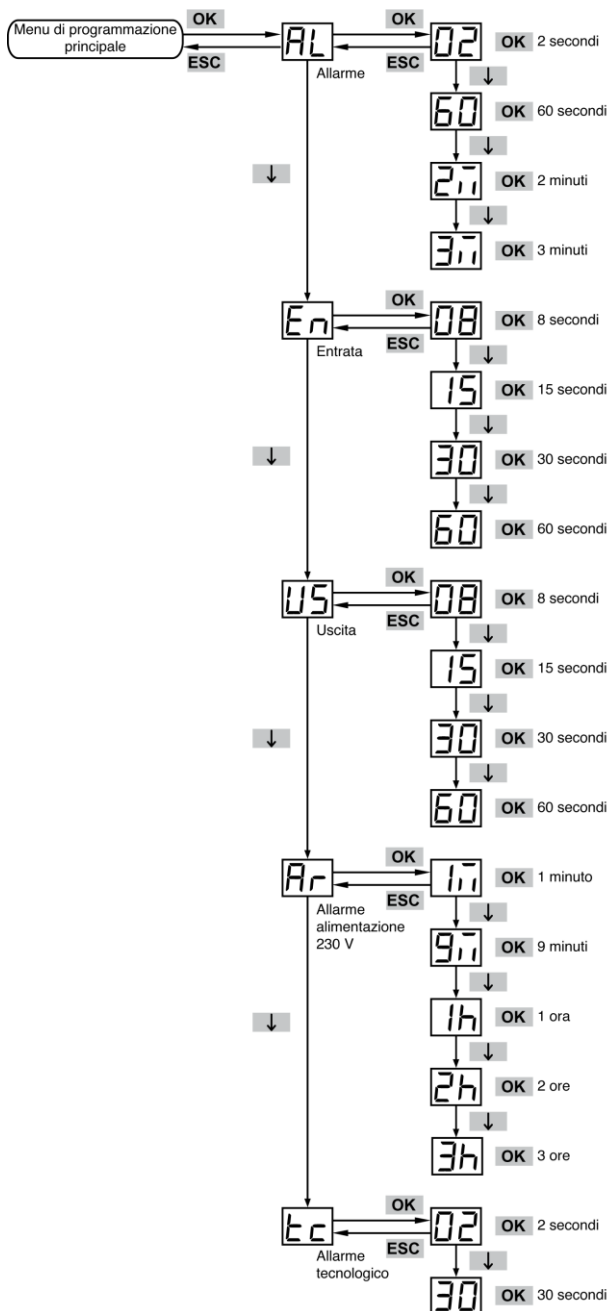 Menu di programmazione
principale
OK
ESC
AL
Allarme
OK
ESC
02
OK 2 secondi
↓
60
OK 60 secondi
↓
2m
OK 2 minuti
↓
3m
OK 3 minuti
↓
En
Entrata
OK
ESC
08
OK 8 secondi
↓
15
OK 15 secondi
↓
30
OK 30 secondi
↓
60
OK 60 secondi
↓
US
Uscita
OK
ESC
08
OK 8 secondi
↓
15
OK 15 secondi
↓
30
OK 30 secondi
↓
60
OK 60 secondi
↓
Ar
Allarme
alimentazione
230 V
OK
ESC
1m
OK 1 minuto
↓
9m
OK 9 minuti
↓
1h
OK 1 ora
↓
2h
OK 2 ore
↓
3h
OK 3 ore
↓
tc
Allarme
tecnologico
OK
ESC
02
OK 2 secondi
↓
30
OK 30 secondi